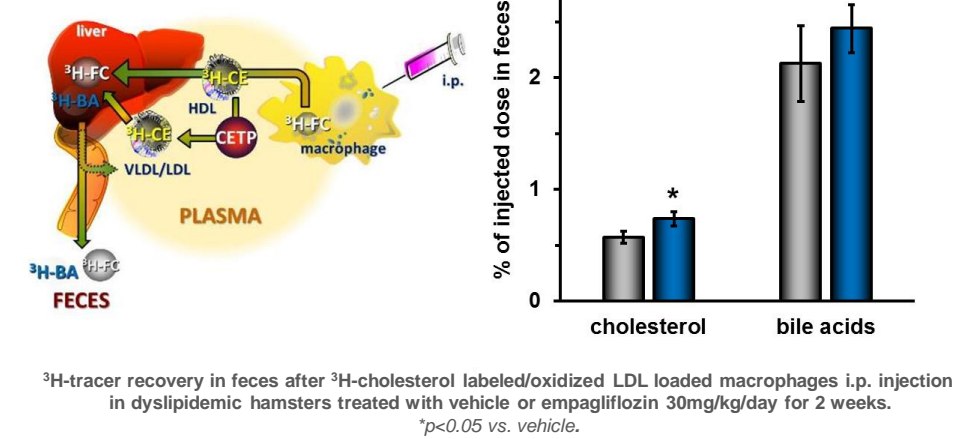 liver
³H-FC
³H-BA
³H-CE
HDL
³H-CE
CETP
VLDL/LDL
³H-FC
macrophage
i.p.
PLASMA
³H-BA
³H-FC
FECES
% of injected dose in feces
2
1
0
*
cholesterol
bile acids
³H-tracer recovery in feces after ³H-cholesterol labeled/oxidized LDL loaded macrophages i.p. injection
in dyslipidemic hamsters treated with vehicle or empagliflozin 30mg/kg/day for 2 weeks.
*p<0.05 vs. vehicle.